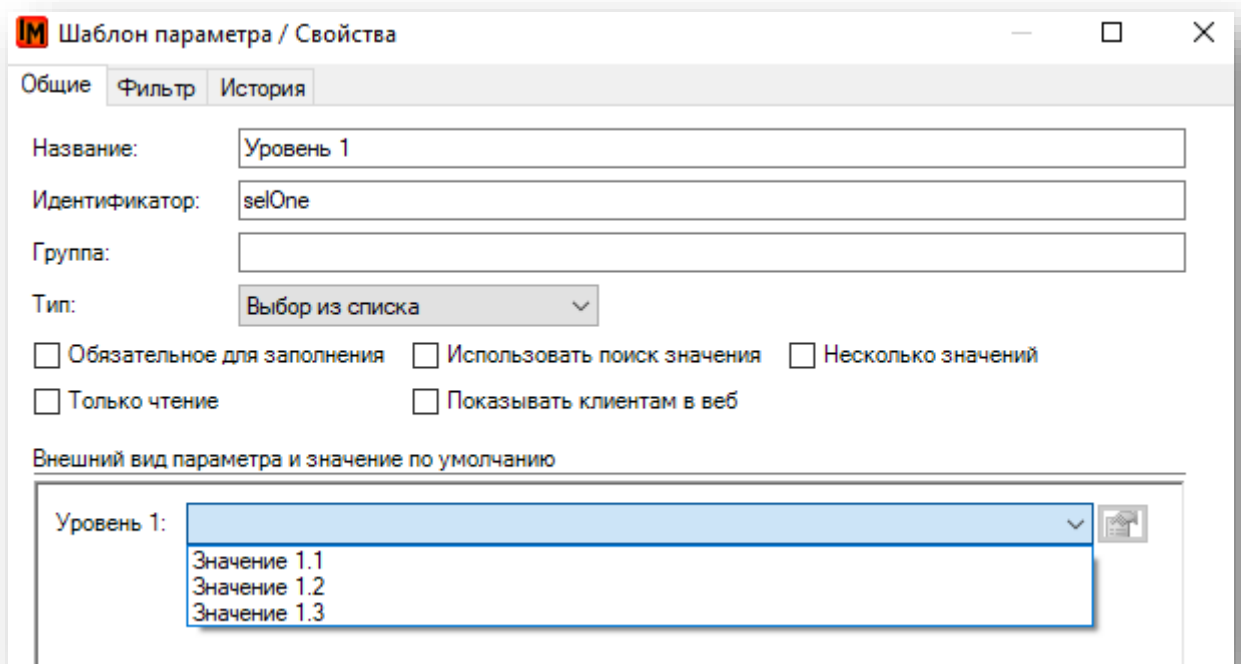 IM Шаблон параметра / Свойства
Общие Фильтр История
Название: Уровень 1
Идентификатор: selOne
Группа:
Тип: Выбор из списка
Обязательное для заполнения Использовать поиск значения Несколько значений
Только чтение Показывать клиентам в веб
Внешний вид параметра и значение по умолчанию
Уровень 1:
Значение 1.1
Значение 1.2
Значение 1.3